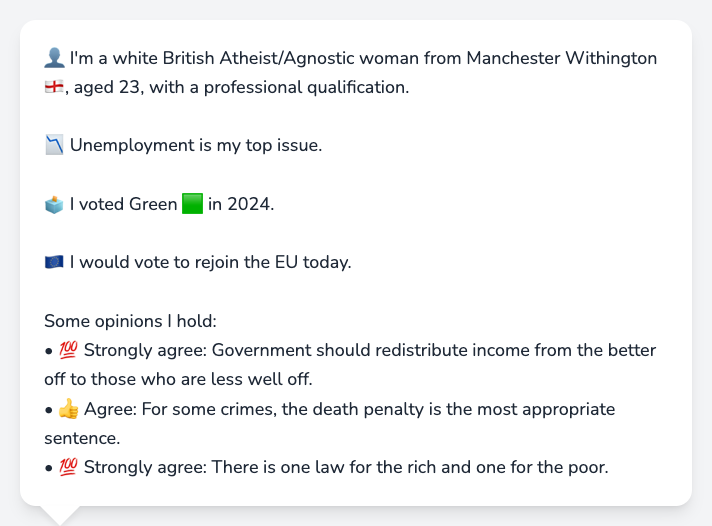 👤 I'm a white British Atheist/Agnostic woman from Manchester Withington
🏴󠁧󠁢󠁥󠁮󠁧󠁿, aged 23, with a professional qualification.
📉 Unemployment is my top issue.
🗳️ I voted Green 🟩 in 2024.
🇪🇺 I would vote to rejoin the EU today.
Some opinions I hold:
• 💯 Strongly agree: Government should redistribute income from the better
off to those who are less well off.
• 👍 Agree: For some crimes, the death penalty is the most appropriate
sentence.
• 💯 Strongly agree: There is one law for the rich and one for the poor.